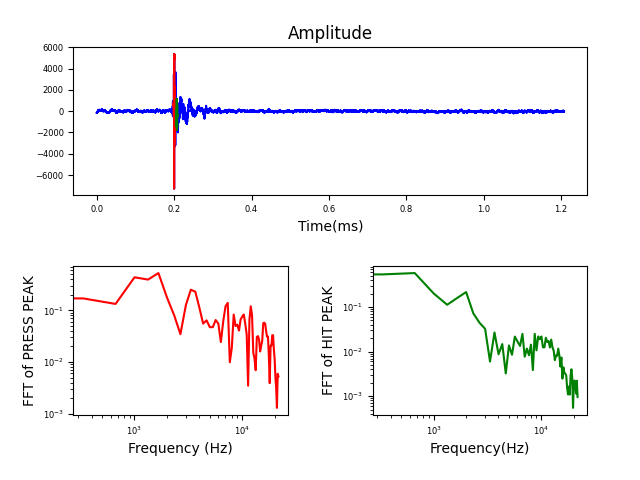 Amplitude
6000
4000
2000
0
−2000
−4000
−6000
0.0 0.2 0.4 0.6 0.8 1.0 1.2
Time(ms)
FFT of PRESS PEAK
10⁻¹
10⁻²
10⁻³
10³ 10⁴
Frequency (Hz)
FFT of HIT PEAK
10⁻¹
10⁻²
10⁻³
10³ 10⁴
Frequency(Hz)